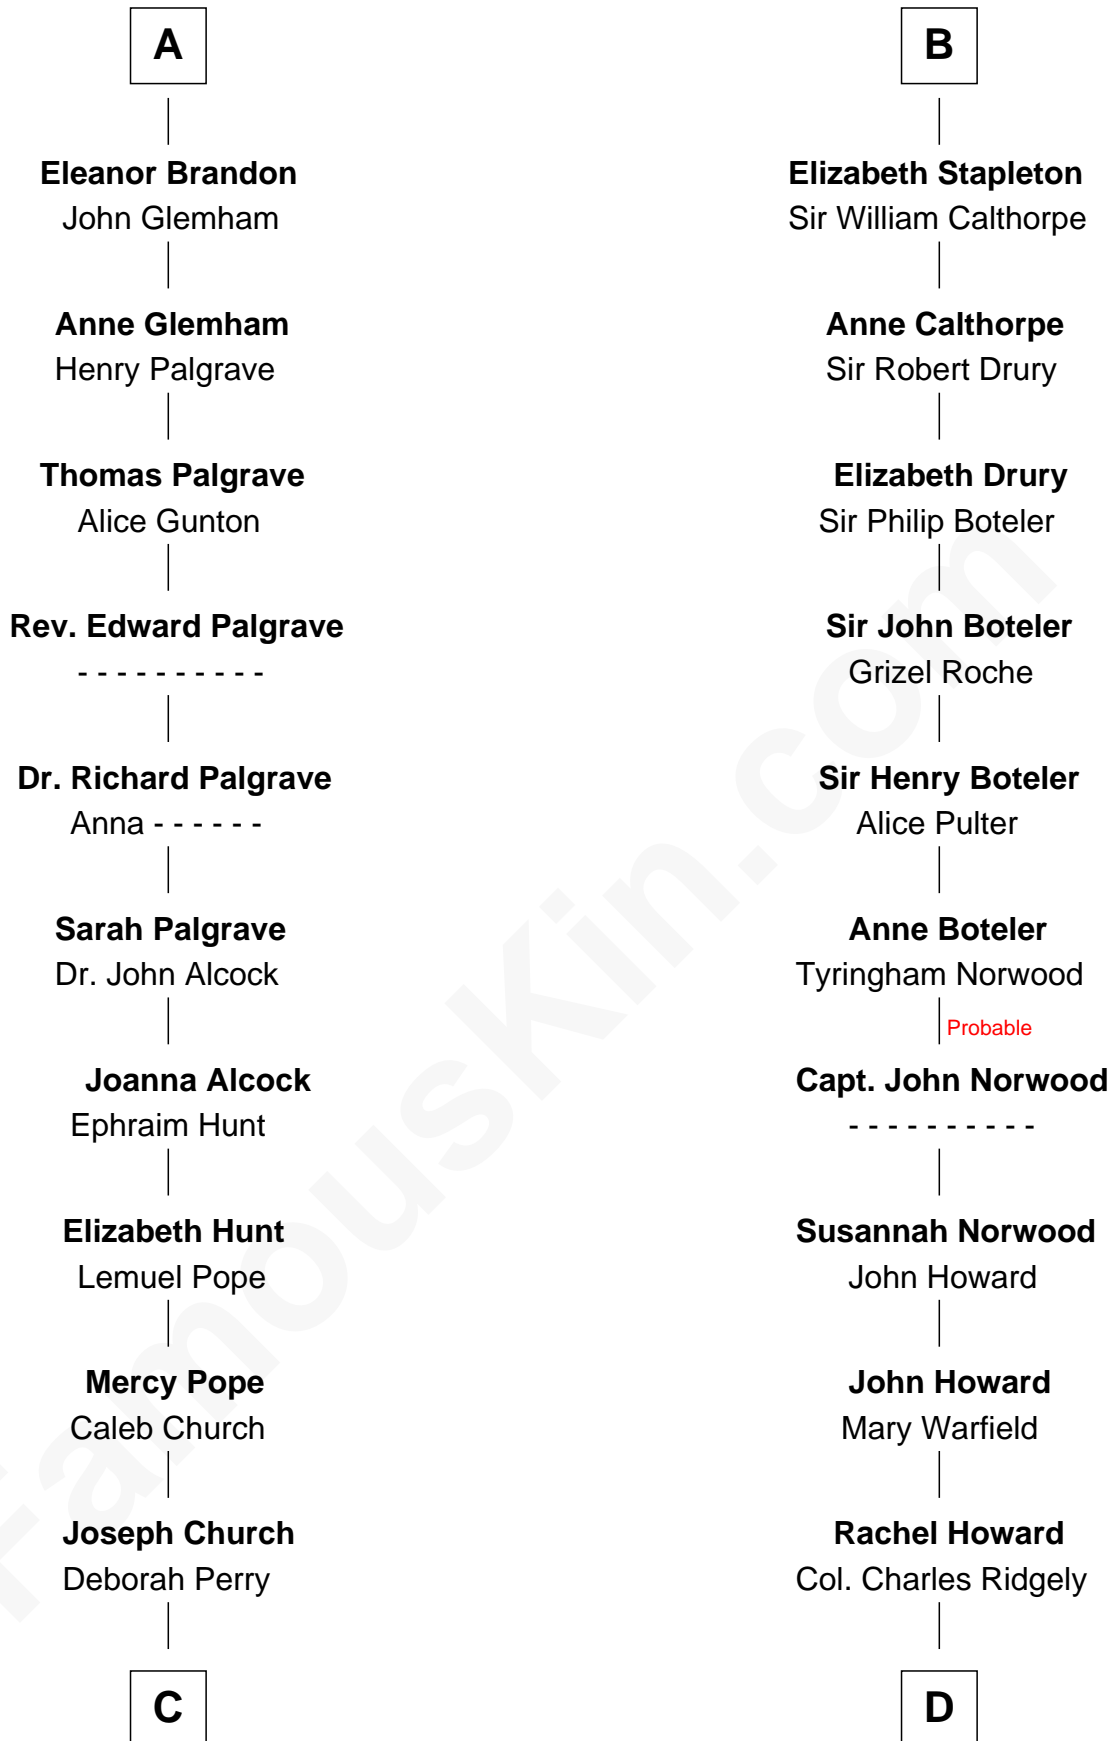 A
Eleanor Brandon
John Glemham
Anne Glemham
Henry Palgrave
Thomas Palgrave
Alice Gunton
Rev. Edward Palgrave
- - - - - - - - - -
Dr. Richard Palgrave
Anna - - - - - -
Sarah Palgrave
Dr. John Alcock
Joanna Alcock
Ephraim Hunt
Elizabeth Hunt
Lemuel Pope
Mercy Pope
Caleb Church
Joseph Church
Deborah Perry
C
B
Elizabeth Stapleton
Sir William Calthorpe
Anne Calthorpe
Sir Robert Drury
Elizabeth Drury
Sir Philip Boteler
Sir John Boteler
Grizel Roche
Sir Henry Boteler
Alice Pulter
Anne Boteler
Tyringham Norwood
Probable
Capt. John Norwood
- - - - - - - - - -
Susannah Norwood
John Howard
John Howard
Mary Warfield
Rachel Howard
Col. Charles Ridgely
D
FamousKin.com